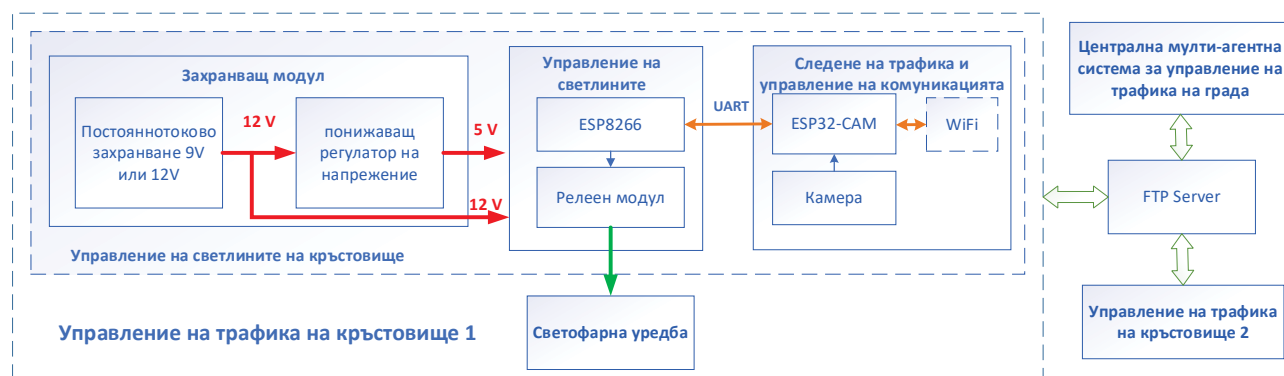 Захранващ модул
Постояннотоково
захранване 9V
или 12V
12 V
понижаващ
регулатор на
напрежение
5 V
12 V
Управление на
светлините
ESP8266
Релеен модул
UART
Следене на трафика и
управление на комуникацията
ESP32-CAM
WiFi
Камера
Управление на светлините на кръстовище
Светофарна уредба
Управление на трафика на кръстовище 1
Централна мулти-агентна
система за управление на
трафика на града
FTP Server
Управление на трафика
на кръстовище 2